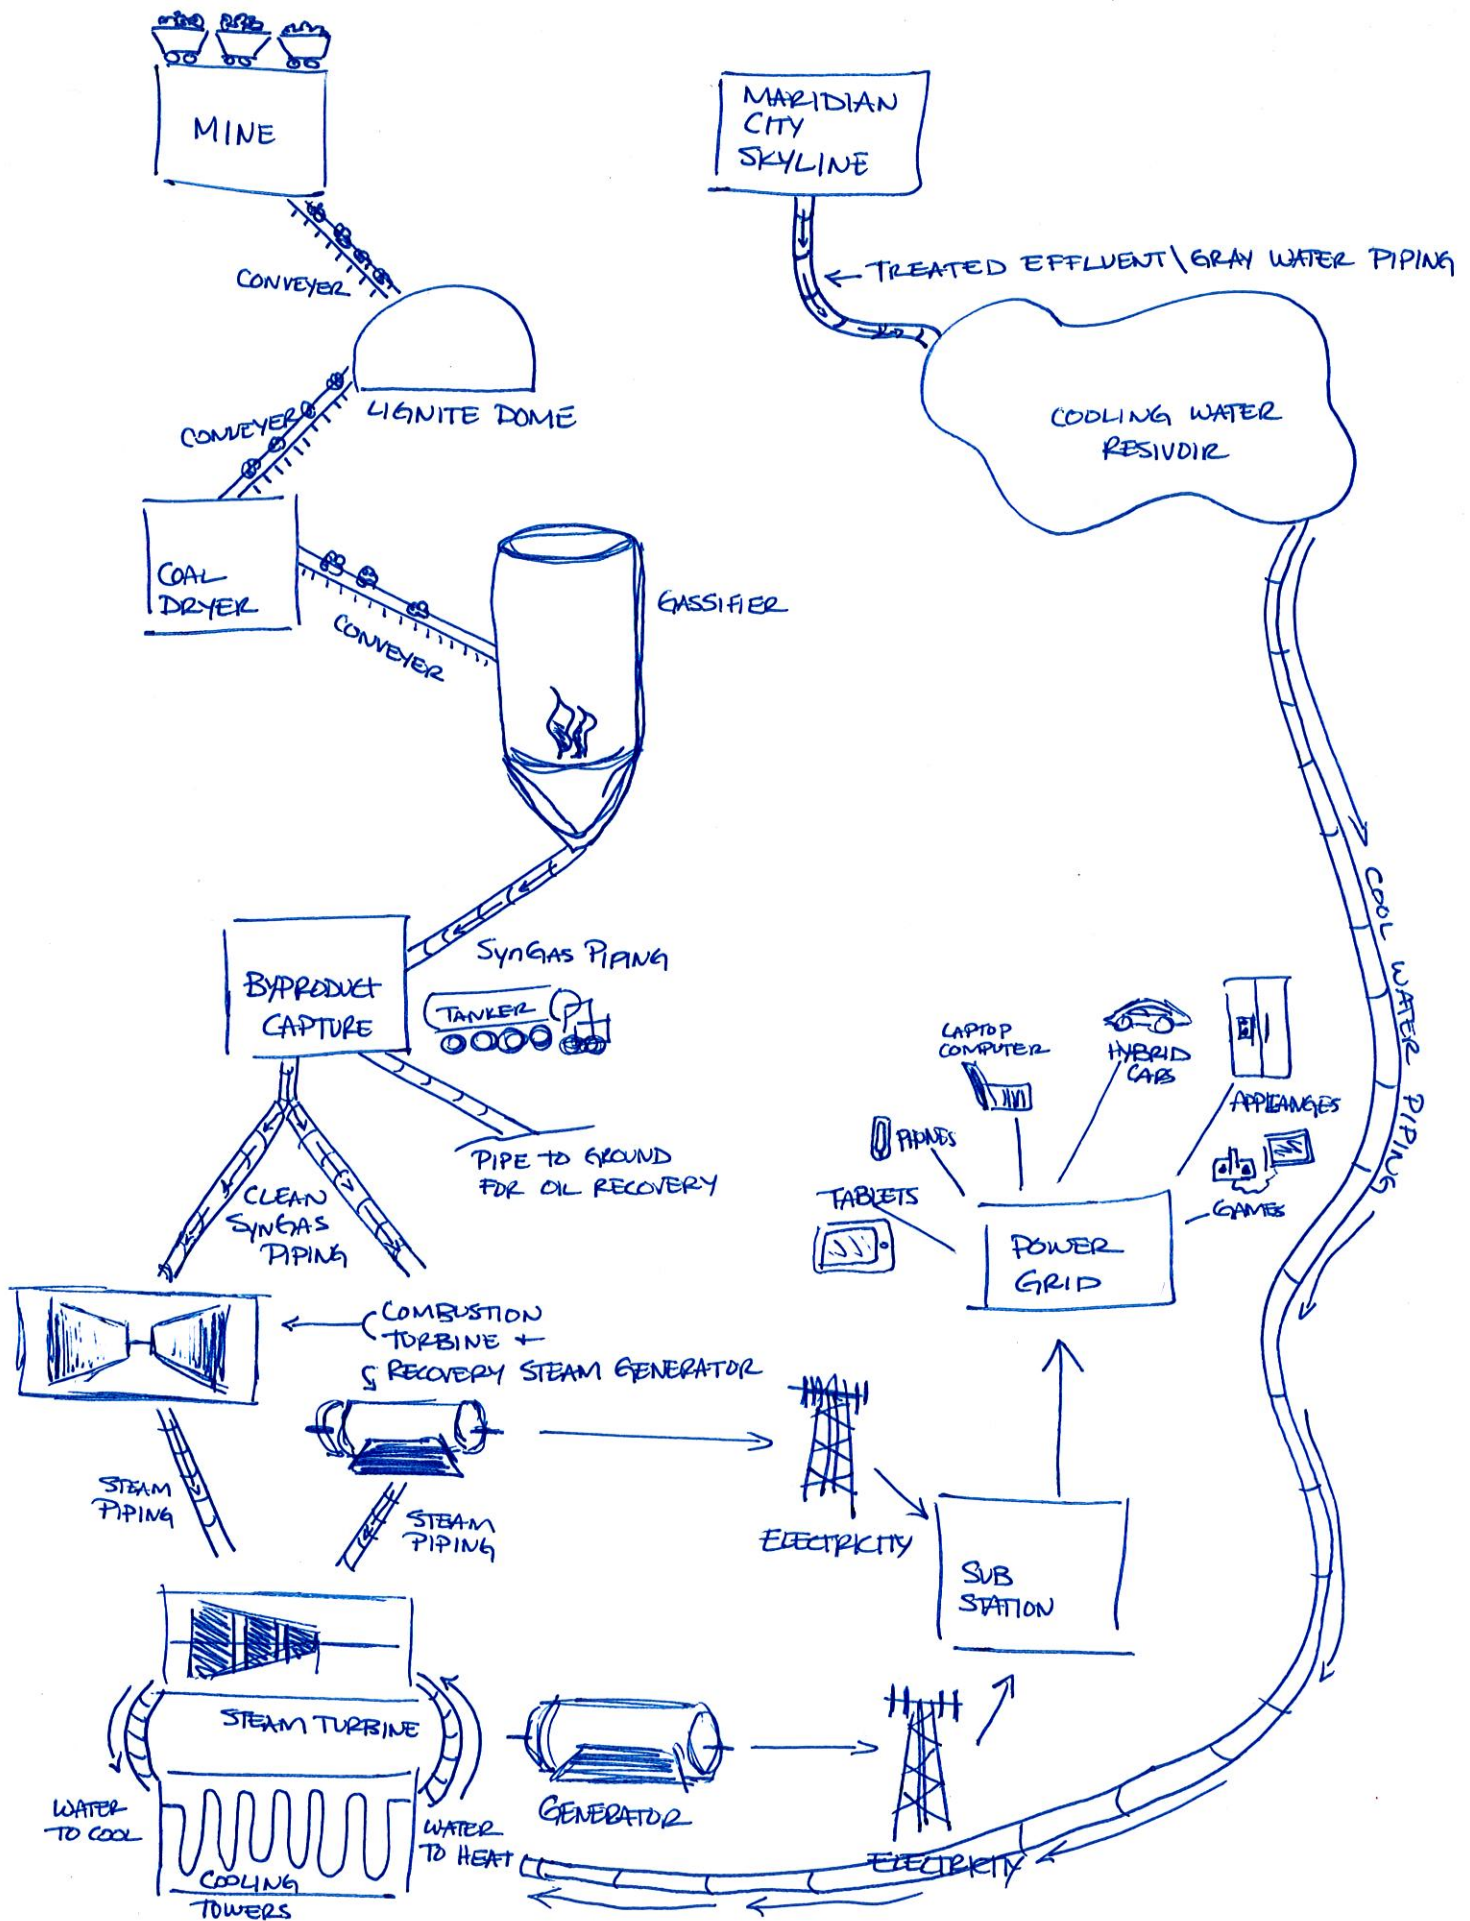 MINE
MARIDIAN
CITY
SKYLINE
CONVEYER
TREATED EFFLUENT\GRAY WATER PIPING
LIGNITE DOME
CONVEYER
COOLING WATER
RESIVOIR
COAL
DRYER
CONVEYER
GASSIFIER
COOL WATER PIPING
SYNGAS PIPING
BYPRODUCT
CAPTURE
TANKER
PIPE TO GROUND
FOR OIL RECOVERY
CLEAN
SYNGAS
PIPING
LAPTOP
COMPUTER
HYBRID
CARS
APPLIANCES
PHONES
TABLETS
GAMES
POWER
GRID
COMBUSTION
TURBINE +
RECOVERY STEAM GENERATOR
STEAM
PIPING
STEAM
PIPING
ELECTRICITY
SUB
STATION
STEAM TURBINE
WATER
TO COOL
WATER
TO HEAT
GENERATOR
ELECTRICITY
COOLING
TOWERS